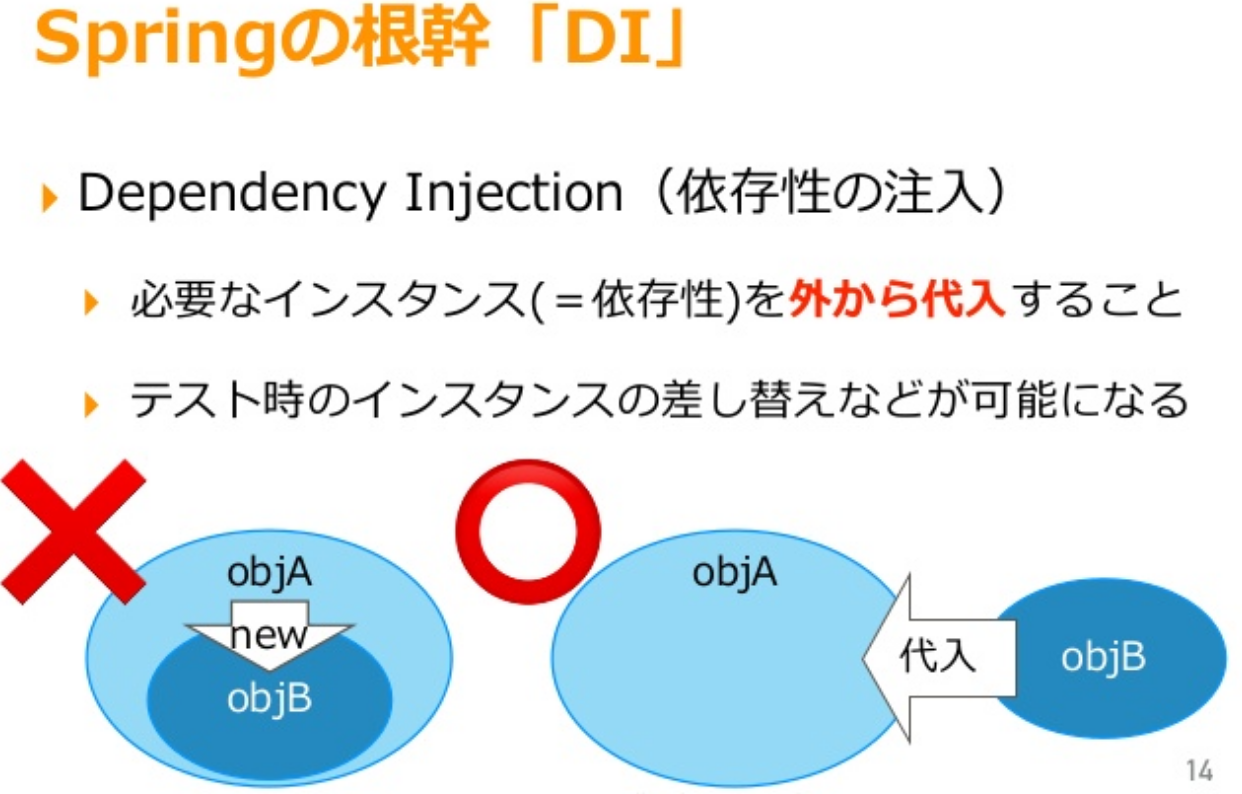 Springの根幹「DI」
Dependency Injection（依存性の注入）
必要なインスタンス(＝依存性)を外から代入すること
テスト時のインスタンスの差し替えなどが可能になる
objA
new
objB
objA
代入
objB
14